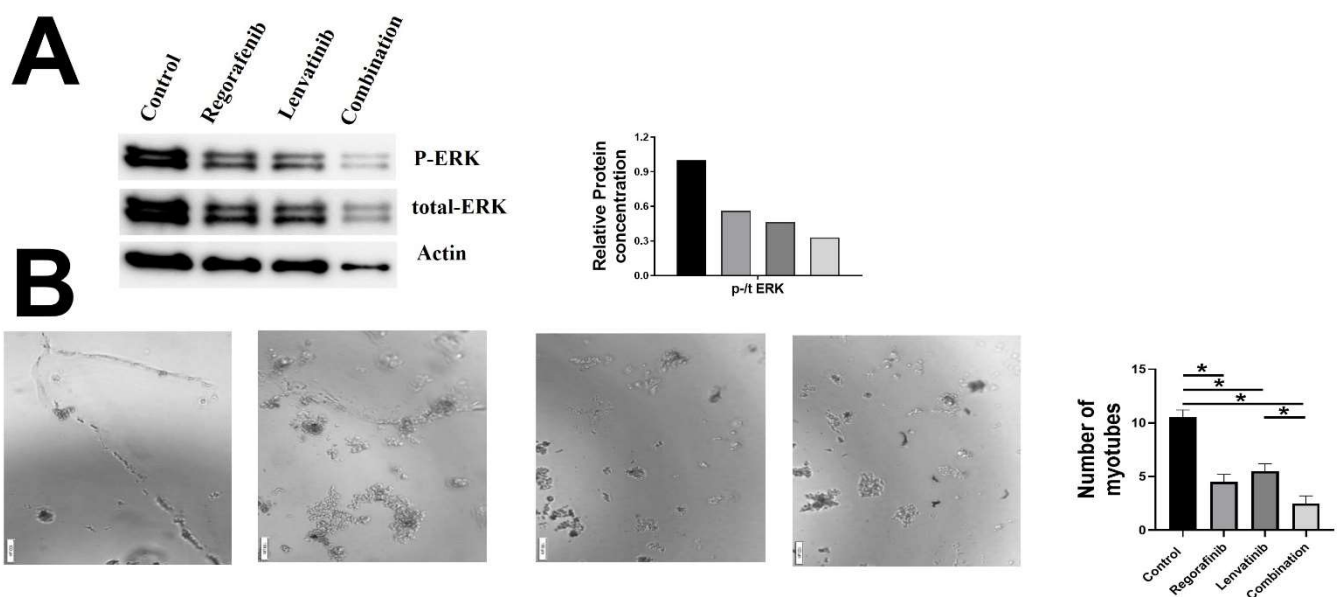 A
Control
Regorafenib
Lenvatinib
Combination
P-ERK
total-ERK
Actin
Relative Protein
concentration
1.2
0.9
0.6
0.3
0.0
p-/t ERK
B
Number of
myotubes
15
10
5
0
*
*
*
*
Control
Regorafinib
Lenvatinib
Combination